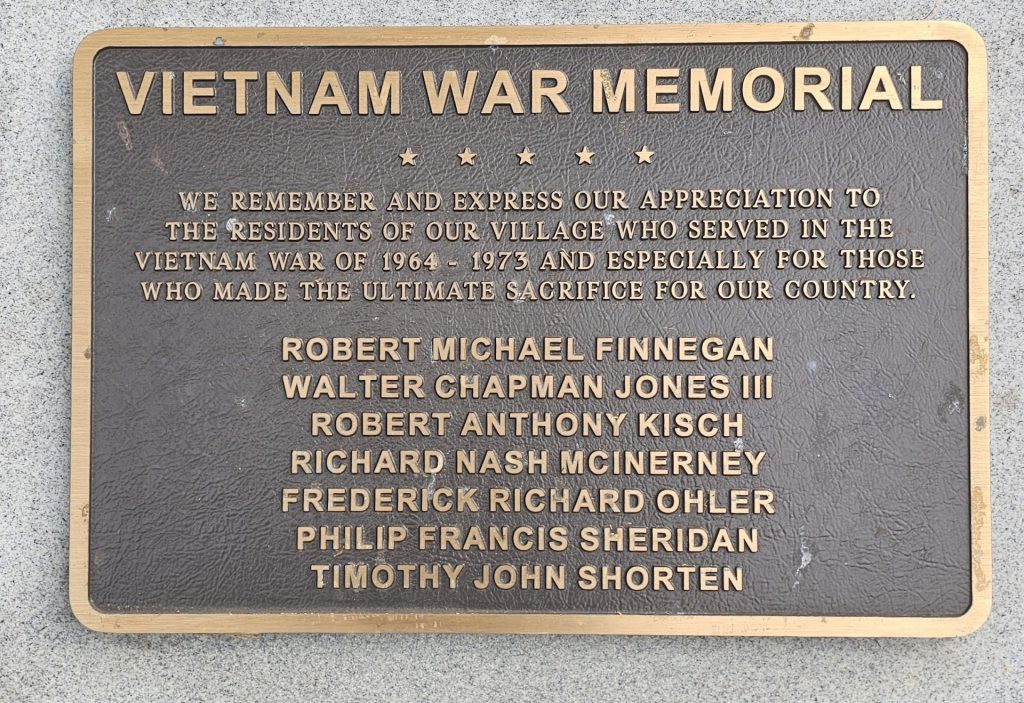 VIETNAM WAR MEMORIAL
WE REMEMBER AND EXPRESS OUR APPRECIATION TO
THE RESIDENTS OF OUR VILLAGE WHO SERVED IN THE
VIETNAM WAR OF 1964 - 1973 AND ESPECIALLY FOR THOSE
WHO MADE THE ULTIMATE SACRIFICE FOR OUR COUNTRY.
ROBERT MICHAEL FINNEGAN
WALTER CHAPMAN JONES III
ROBERT ANTHONY KISCH
RICHARD NASH MCINERNEY
FREDERICK RICHARD OHLER
PHILIP FRANCIS SHERIDAN
TIMOTHY JOHN SHORTEN